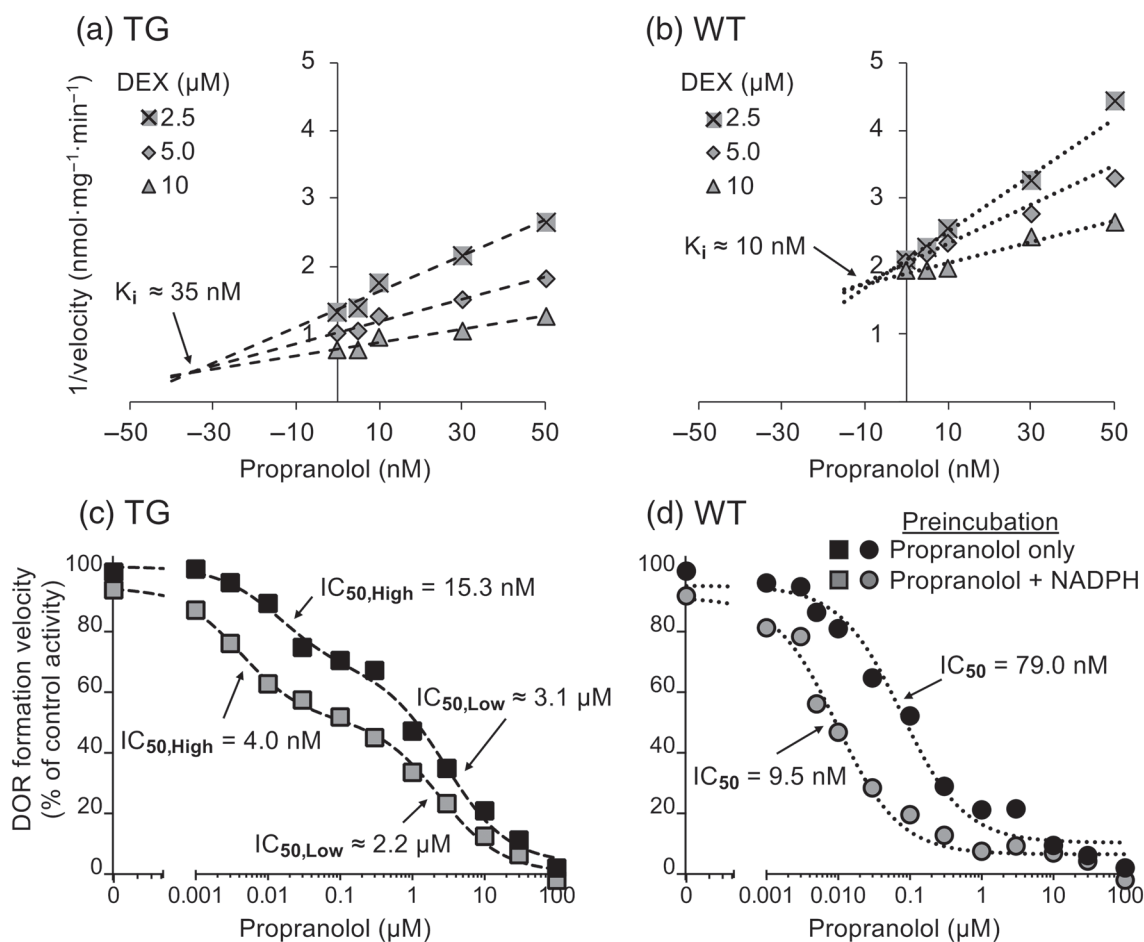 (a) TG
DEX (µM)
2.5
5.0
10
1/velocity (nmol·mg⁻¹·min⁻¹)
5
4
3
2
1
Kᵢ ≈ 35 nM
–50
–30
–10
10
30
50
Propranolol (nM)
(b) WT
DEX (µM)
2.5
5.0
10
5
4
3
2
1
Kᵢ ≈ 10 nM
–50
–30
–10
10
30
50
Propranolol (nM)
(c) TG
DOR formation velocity
(% of control activity)
100
80
60
40
20
0
IC50,High = 15.3 nM
IC50,Low ≈ 3.1 µM
IC50,High = 4.0 nM
IC50,Low ≈ 2.2 µM
0
0.001
0.010
0.1
1
10
100
Propranolol (µM)
(d) WT
Preincubation
Propranolol only
Propranolol + NADPH
100
80
60
40
20
0
IC50 = 79.0 nM
IC50 = 9.5 nM
0
0.001
0.010
0.1
1
10
100
Propranolol (µM)